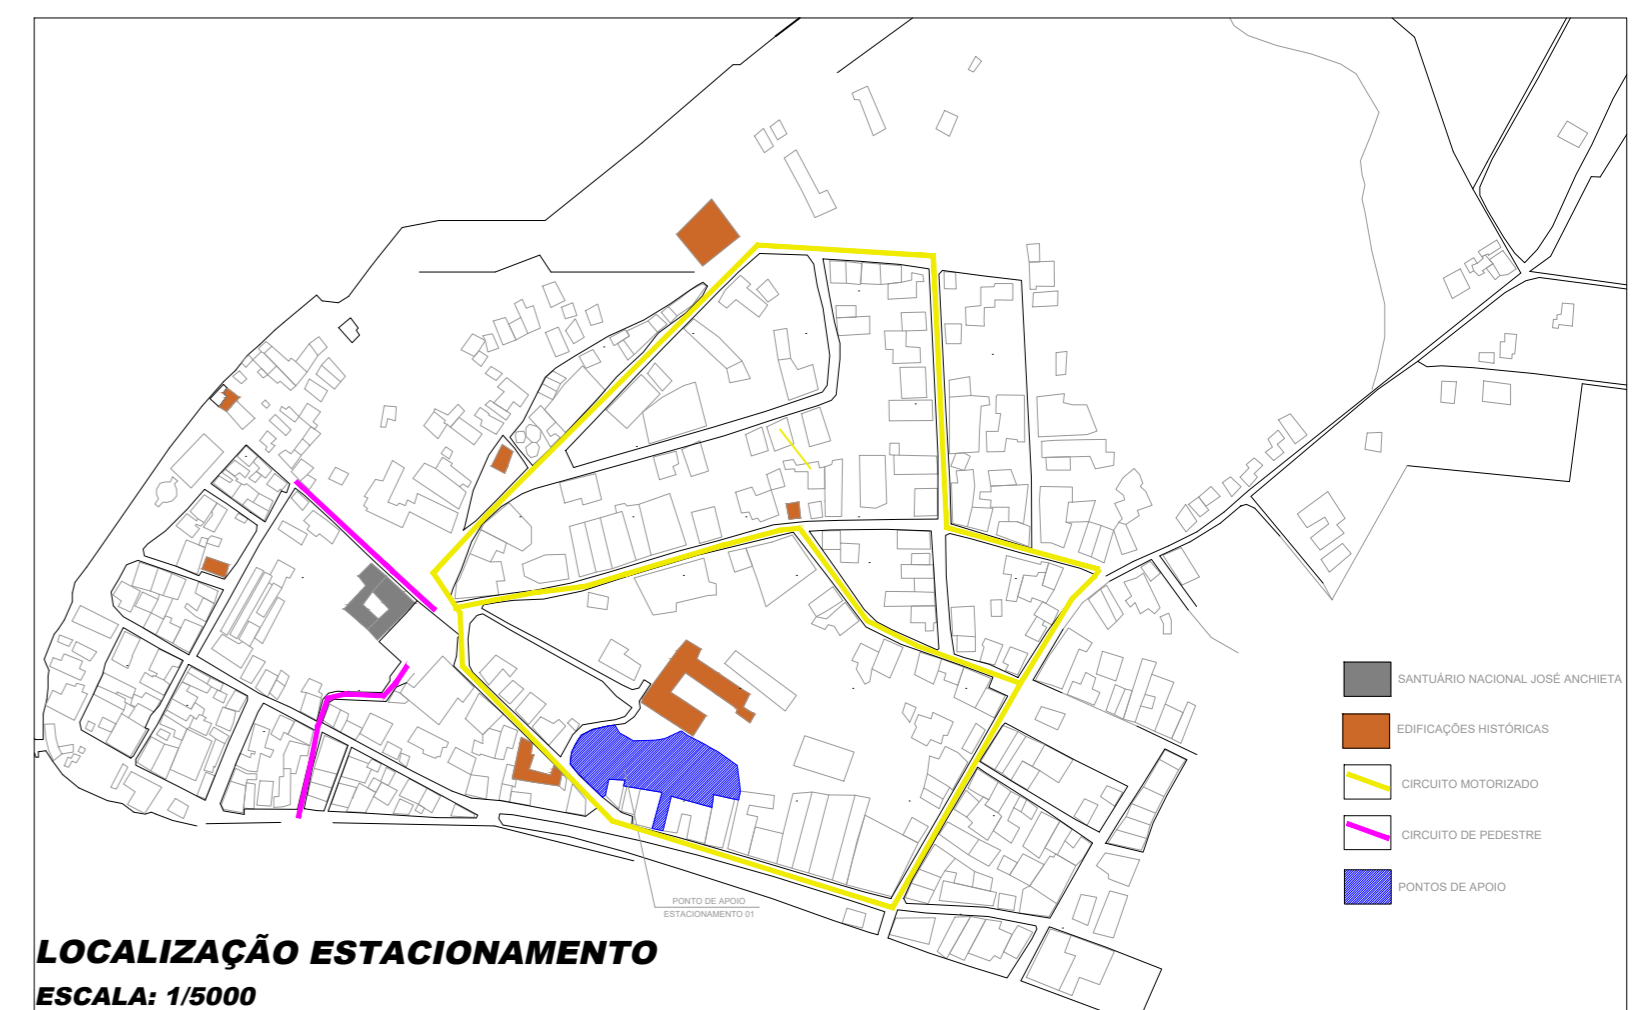 SANTUÁRIO NACIONAL JOSÉ ANCHIETA
EDIFICAÇÕES HISTÓRICAS
CIRCUITO MOTORIZADO
CIRCUITO DE PEDESTRE
PONTOS DE APOIO
PONTO DE APOIO
ESTACIONAMENTO 01
LOCALIZAÇÃO ESTACIONAMENTO
ESCALA: 1/5000